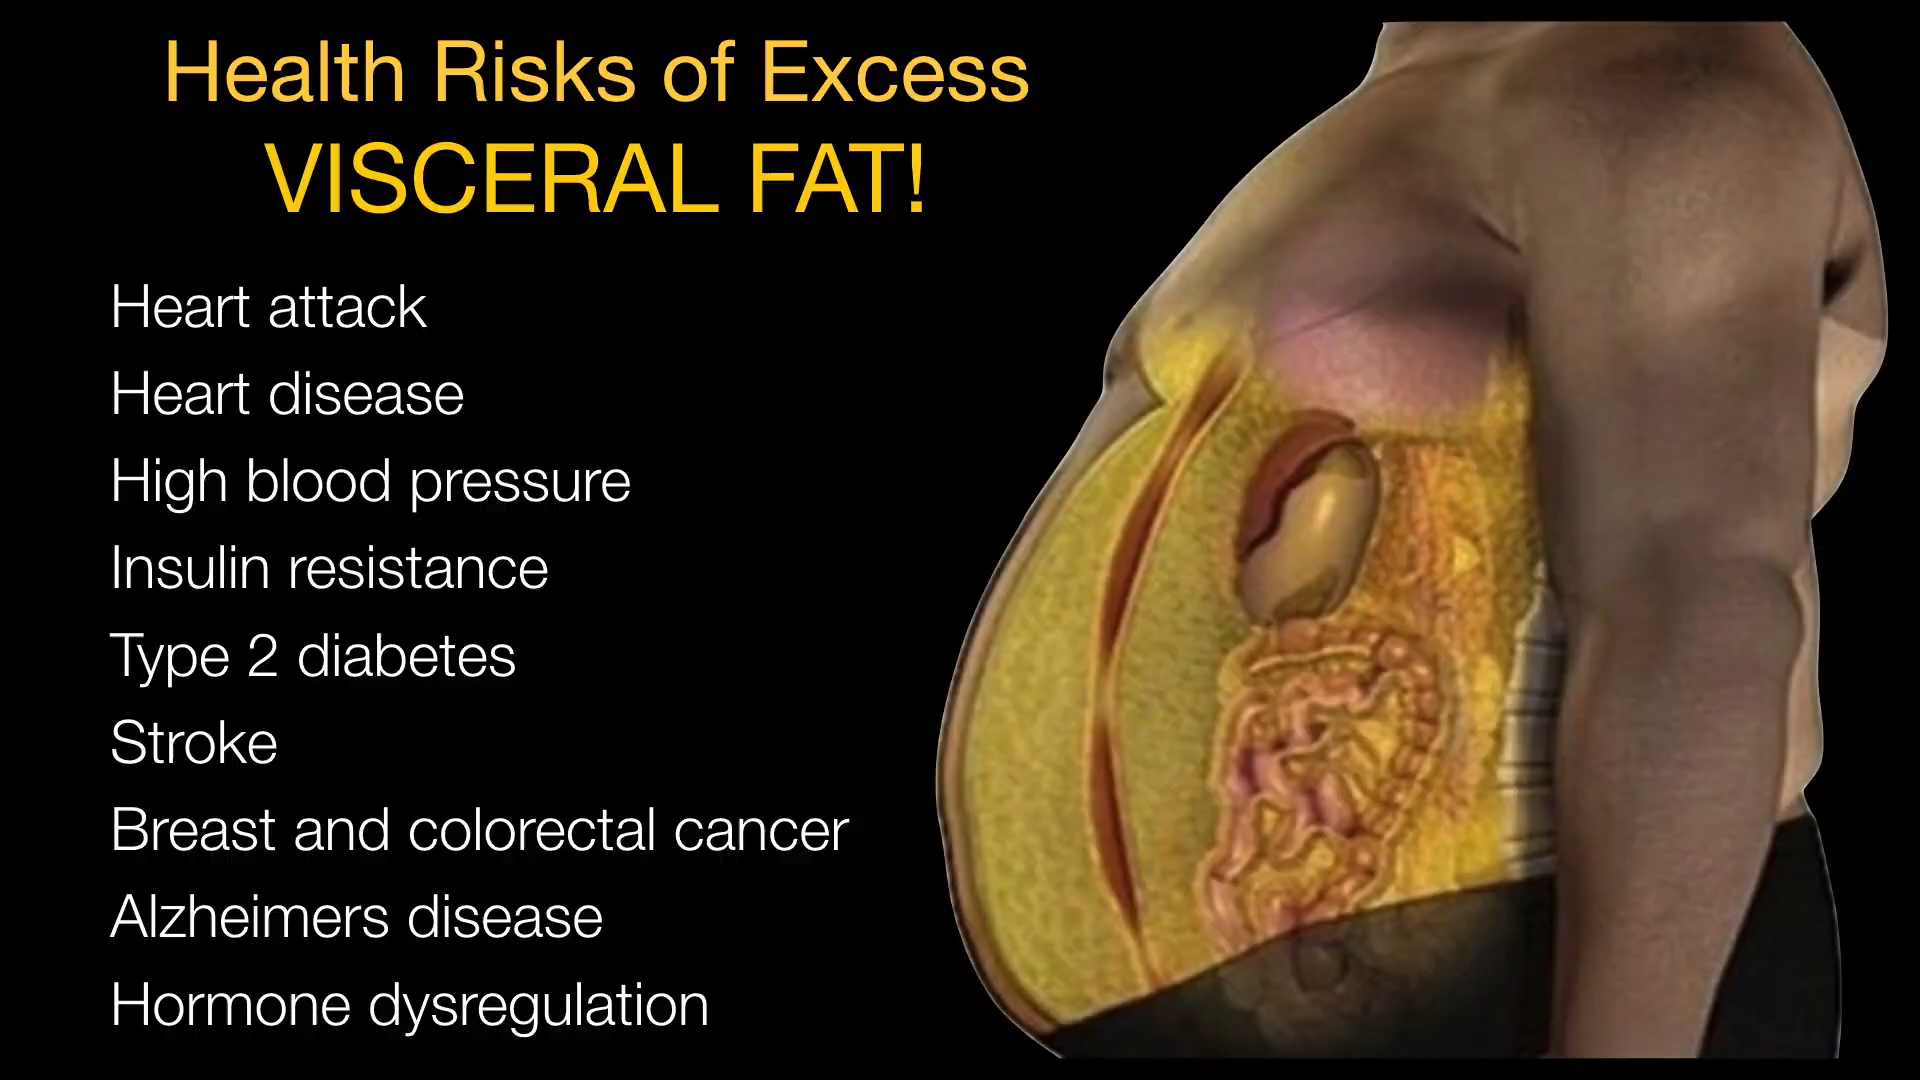 Health Risks of Excess
VISCERAL FAT!
Heart attack
Heart disease
High blood pressure
Insulin resistance
Type 2 diabetes
Stroke
Breast and colorectal cancer
Alzheimers disease
Hormone dysregulation